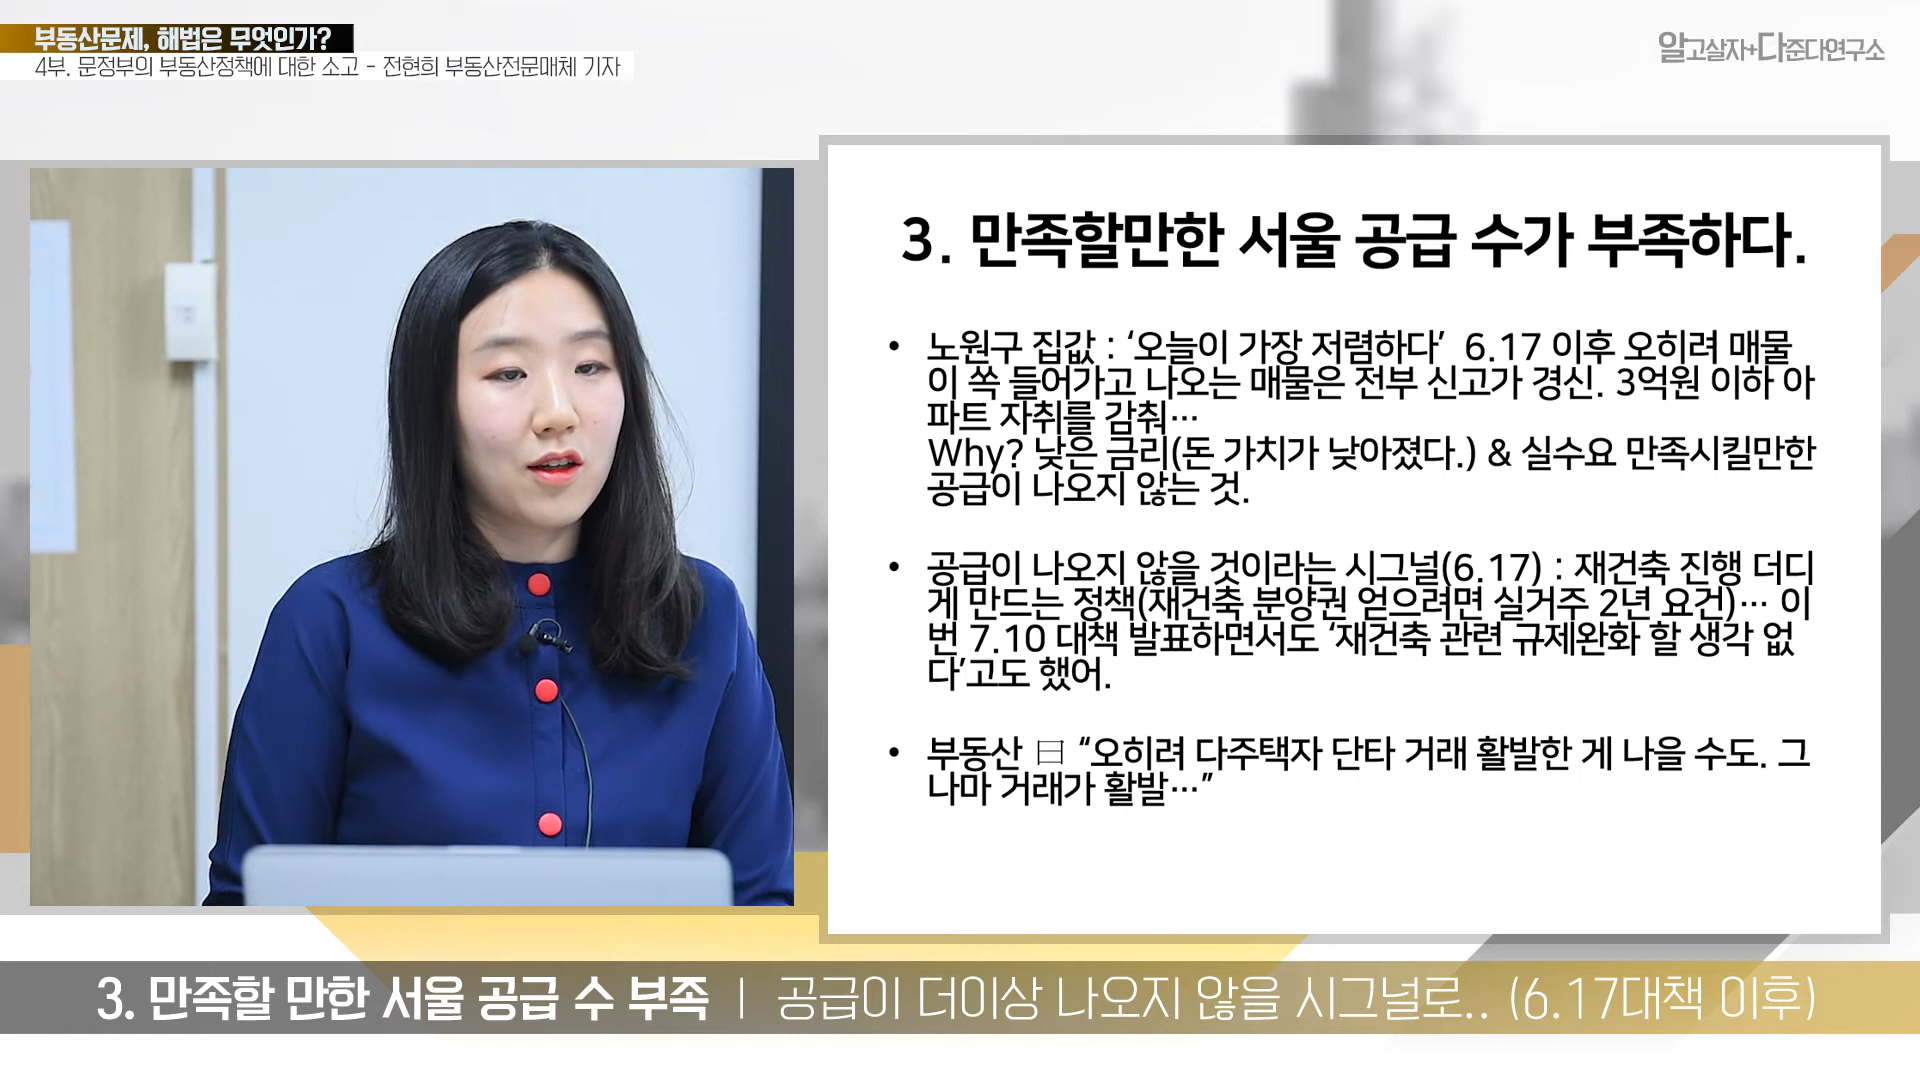 부동산문제, 해법은 무엇인가?
4부. 문정부의 부동산정책에 대한 소고 - 전현희 부동산전문매체 기자
알고살자+다준다연구소
3. 만족할만한 서울 공급 수가 부족하다.
• 노원구 집값 : ‘오늘이 가장 저렴하다’ 6.17 이후 오히려 매물
이 쏙 들어가고 나오는 매물은 전부 신고가 경신. 3억원 이하 아
파트 자취를 감춰…
Why? 낮은 금리(돈 가치가 낮아졌다.) & 실수요 만족시킬만한
공급이 나오지 않는 것.
• 공급이 나오지 않을 것이라는 시그널(6.17) : 재건축 진행 더디
게 만드는 정책(재건축 분양권 얻으려면 실거주 2년 요건)… 이
번 7.10 대책 발표하면서도 ‘재건축 관련 규제완화 할 생각 없
다’고도 했어.
• 부동산 曰 “오히려 다주택자 단타 거래 활발한 게 나을 수도. 그
나마 거래가 활발…”
3. 만족할 만한 서울 공급 수 부족 | 공급이 더이상 나오지 않을 시그널로.. (6.17대책 이후)